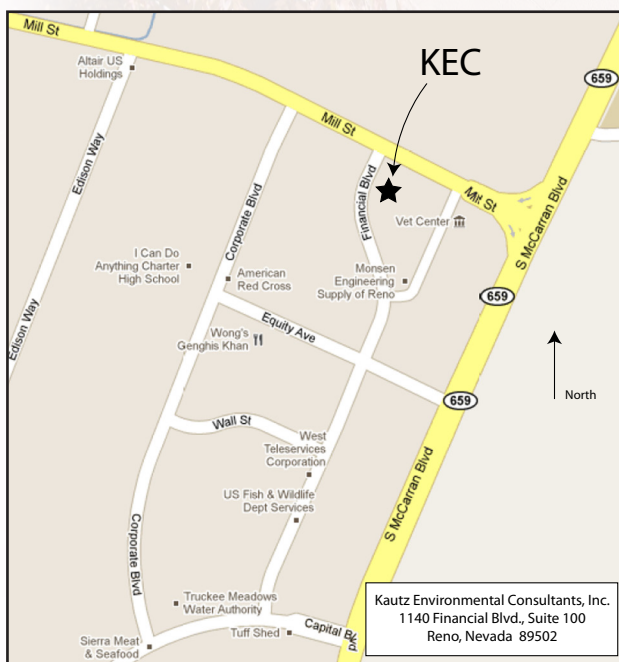 Mill St
Altair US
Holdings
KEC
659
Mill St
Edison Way
Corporate Blvd
Financial Blvd
Mill St
S McCarran Blvd
Vet Center
I Can Do
Anything Charter
High School
American
Red Cross
Monsen
Engineering
Supply of Reno
659
Edison Way
Equity Ave
Wong's
Genghis Khan
North
659
Wall St
West
Teleservices
Corporation
US Fish & Wildlife
Dept Services
S McCarran Blvd
Corporate Blvd
Truckee Meadows
Water Authority
Tuff Shed
Capital Blvd
Sierra Meat
& Seafood
Kautz Environmental Consultants, Inc.
1140 Financial Blvd., Suite 100
Reno, Nevada 89502